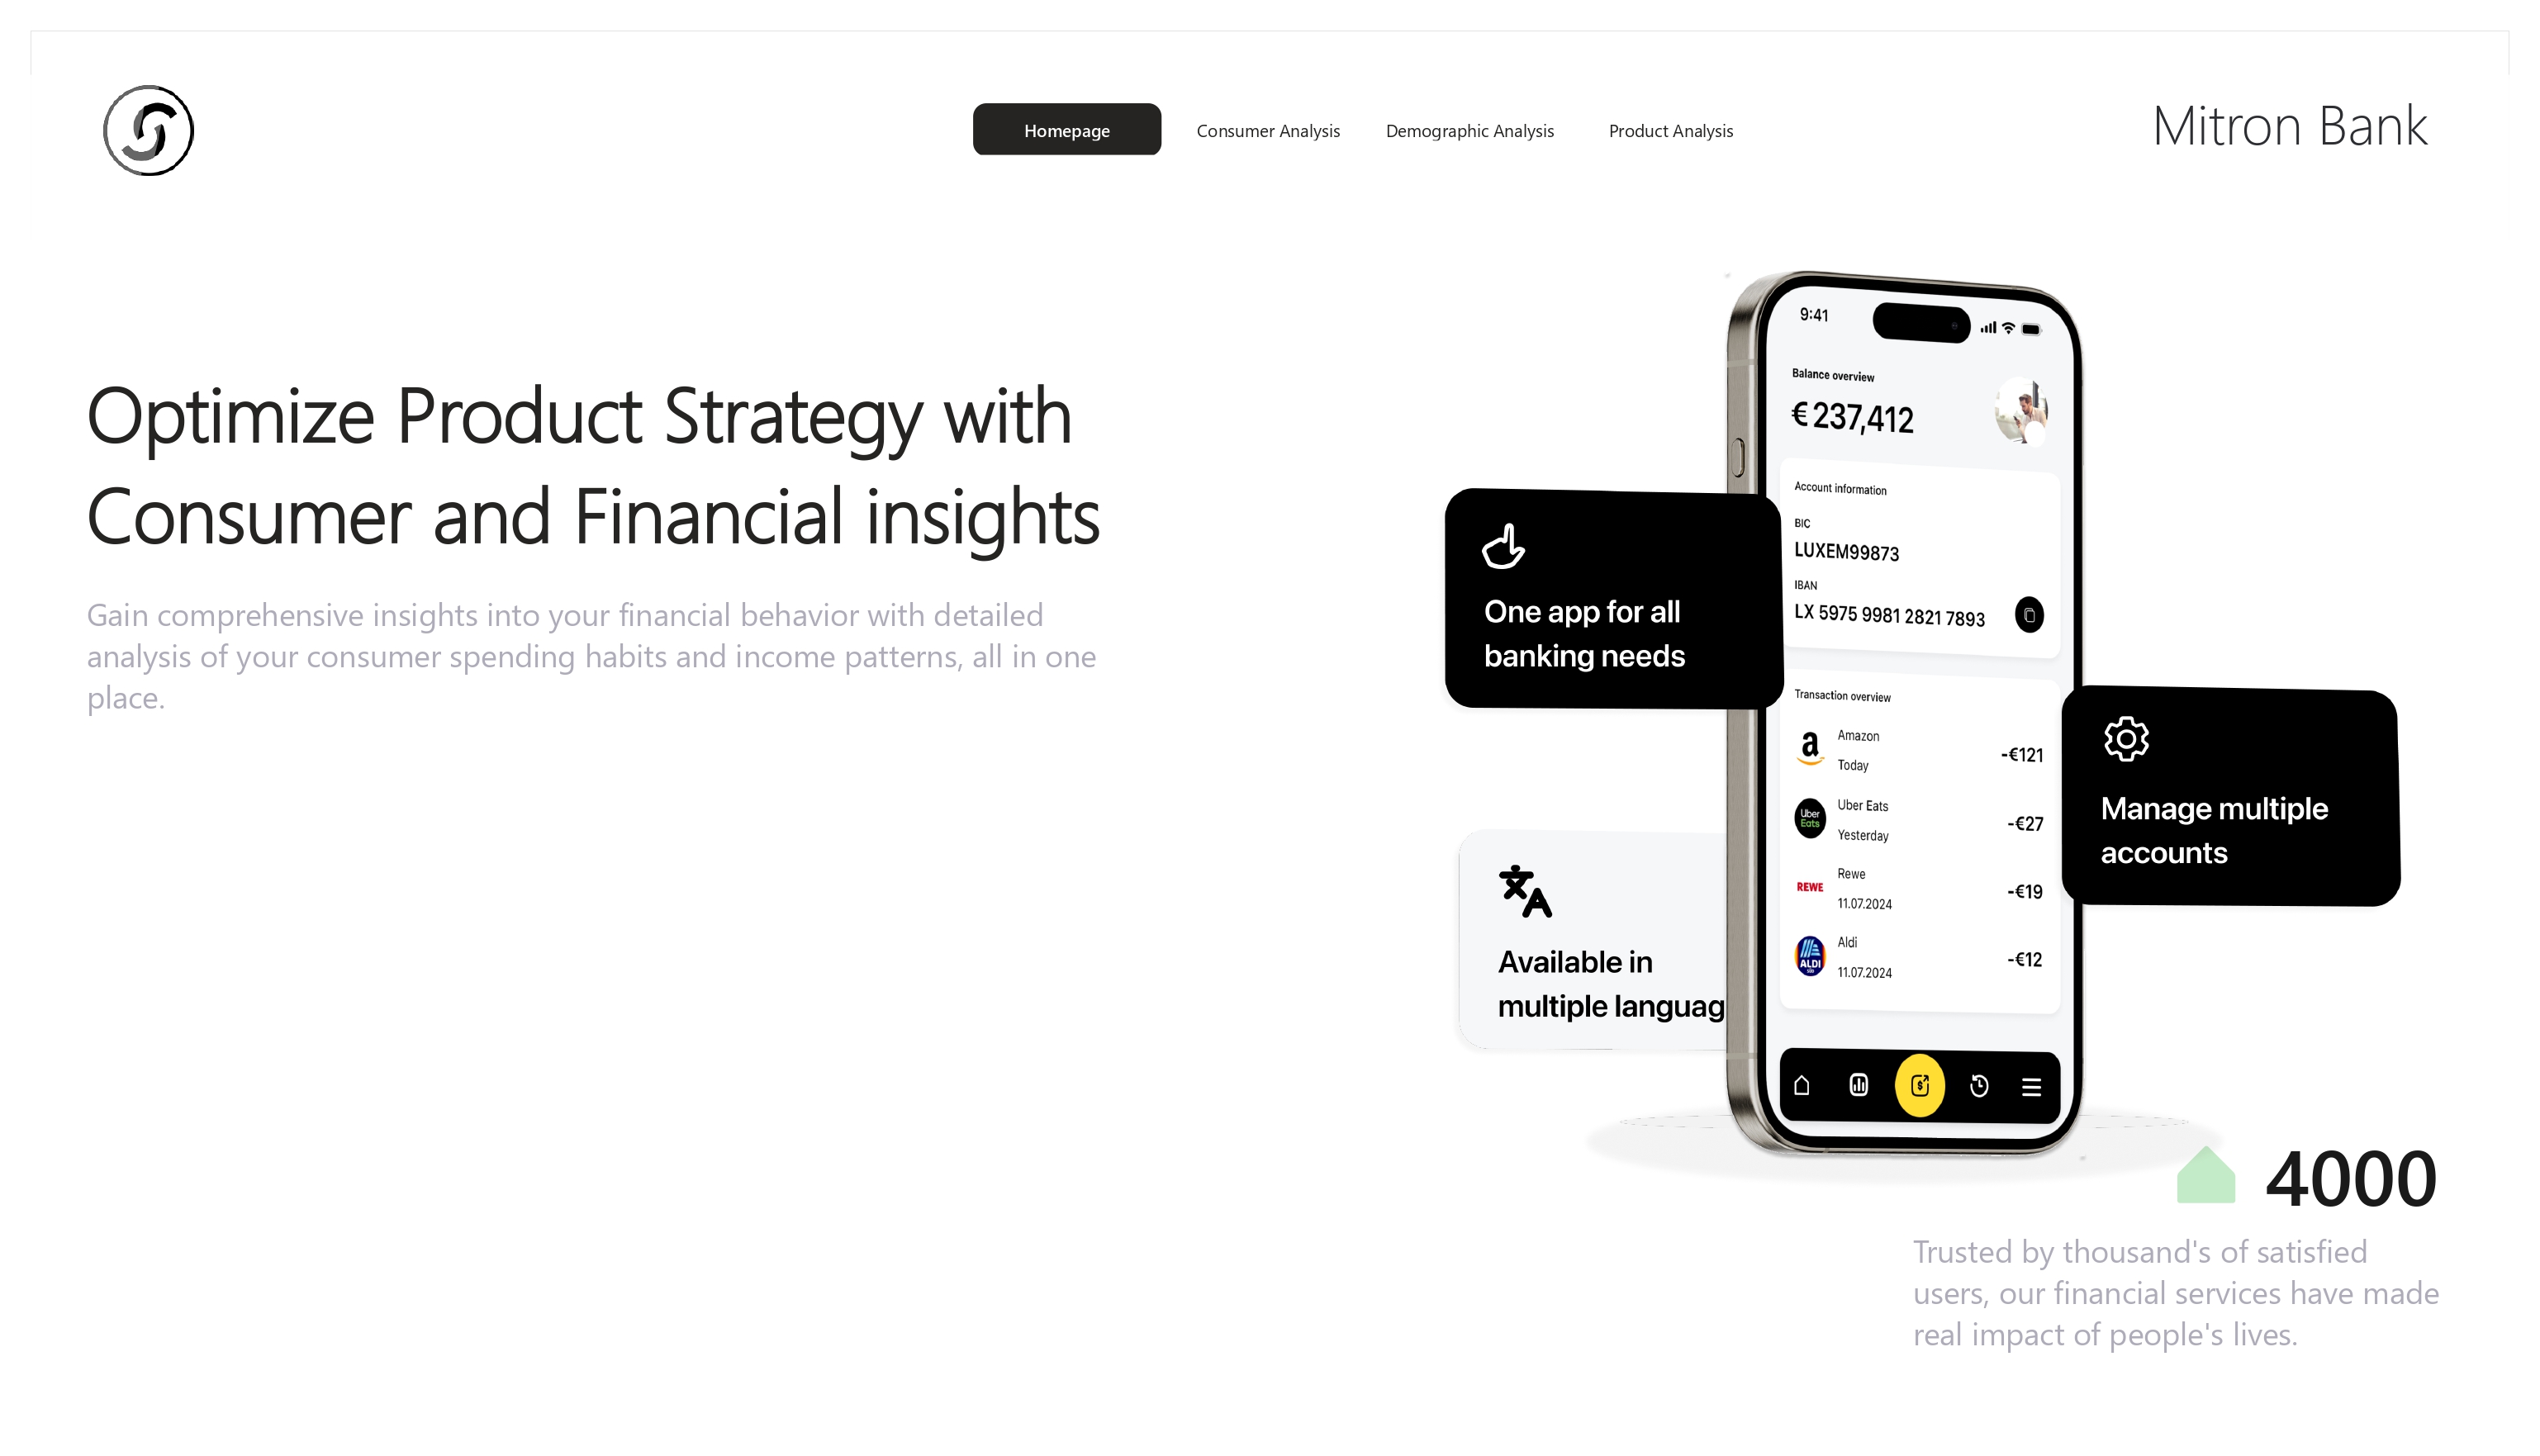 Homepage
Consumer Analysis
Demographic Analysis
Product Analysis
Mitron Bank
Optimize Product Strategy with
Consumer and Financial insights
Gain comprehensive insights into your financial behavior with detailed
analysis of your consumer spending habits and income patterns, all in one
place.
One app for all
banking needs
Available in
multiple languag
9:41
Balance overview
€ 237,412
Account information
BIC
LUXEM99873
IBAN
LX 5975 9981 2821 7893
Transaction overview
a
Amazon
Today
-€121
Uber
Eats
Uber Eats
Yesterday
-€27
REWE
Rewe
11.07.2024
-€19
ALDI
Aldi
11.07.2024
-€12
Manage multiple
accounts
4000
Trusted by thousand's of satisfied
users, our financial services have made
real impact of people's lives.